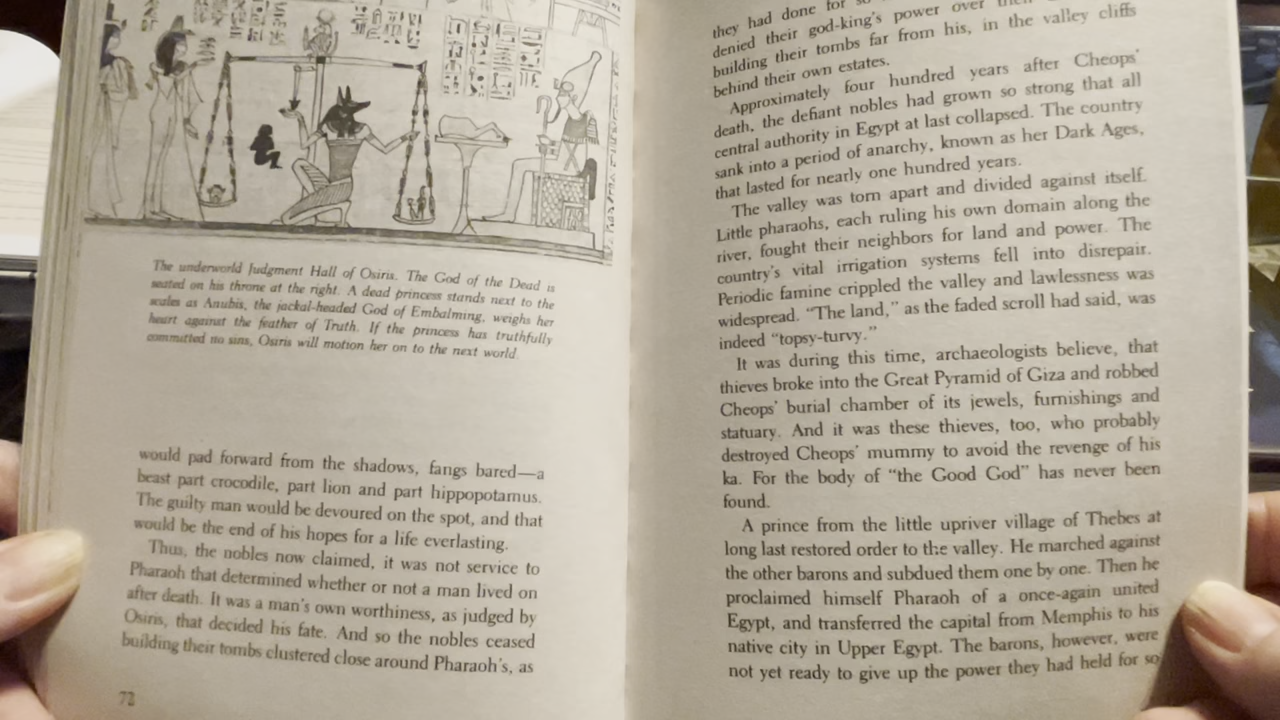 The underworld Judgment Hall of Osiris. The God of the Dead is
seated on his throne at the right. A dead princess stands next to the
scales as Anubis, the jackal-headed God of Embalming, weighs her
heart against the feather of Truth. If the princess has truthfully
committed no sins, Osiris will motion her on to the next world.
would pad forward from the shadows, fangs bared—a
beast part crocodile, part lion and part hippopotamus.
The guilty man would be devoured on the spot, and that
would be the end of his hopes for a life everlasting.
Thus, the nobles now claimed, it was not service to
Pharaoh that determined whether or not a man lived on
after death. It was a man's own worthiness, as judged by
Osiris, that decided his fate. And so the nobles ceased
building their tombs clustered close around Pharaoh's, as
72
they had done for
denied their god-king's power over
building their tombs far from his, in the valley cliffs
behind their own estates.
Approximately four hundred years after Cheops'
death, the defiant nobles had grown so strong that all
central authority in Egypt at last collapsed. The country
sank into a period of anarchy, known as her Dark Ages,
that lasted for nearly one hundred years.
The valley was torn apart and divided against itself.
Little pharaohs, each ruling his own domain along the
river, fought their neighbors for land and power. The
country's vital irrigation systems fell into disrepair.
Periodic famine crippled the valley and lawlessness was
widespread. "The land," as the faded scroll had said, was
indeed "topsy-turvy."
It was during this time, archaeologists believe, that
thieves broke into the Great Pyramid of Giza and robbed
Cheops' burial chamber of its jewels, furnishings and
statuary. And it was these thieves, too, who probably
destroyed Cheops' mummy to avoid the revenge of his
ka. For the body of "the Good God" has never been
found.
A prince from the little upriver village of Thebes at
long last restored order to the valley. He marched against
the other barons and subdued them one by one. Then he
proclaimed himself Pharaoh of a once-again united
Egypt, and transferred the capital from Memphis to his
native city in Upper Egypt. The barons, however, were
not yet ready to give up the power they had held for so